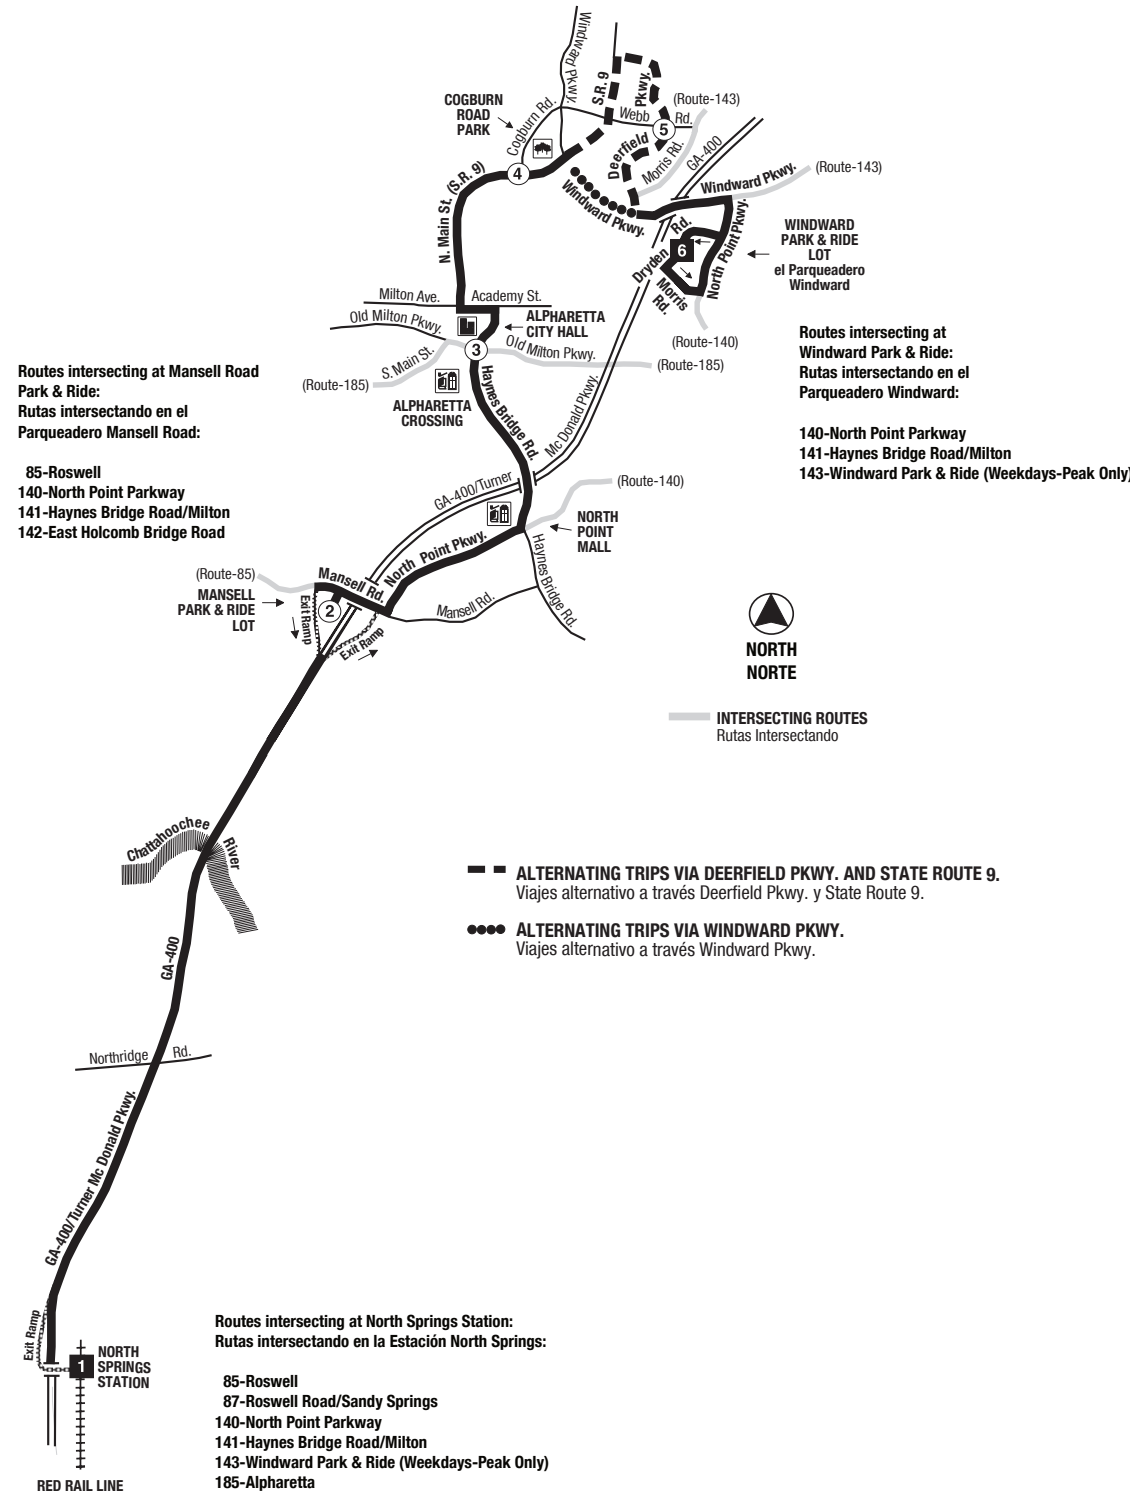 Windward Pkwy.
S.R. 9
Pkwy.
(Route-143)
COGBURN
ROAD
PARK
Cogburn Rd.
Webb Rd.
5
Deerfield
Morris Rd.
GA-400
N. Main St. (S.R. 9)
4
Windward Pkwy.
(Route-143)
Windward Pkwy.
Dryden Rd.
6
North Point Pkwy.
Morris
Rd.
WINDWARD
PARK & RIDE
LOT
el Parqueadero
Windward
Milton Ave.
Academy St.
Old Milton Pkwy.
ALPHARETTA
CITY HALL
3
Old Milton Pkwy.
(Route-140)
(Route-185)
S. Main St.
(Route-185)
Routes intersecting at
Windward Park & Ride:
Rutas intersectando en el
Parqueadero Windward:
140-North Point Parkway
141-Haynes Bridge Road/Milton
143-Windward Park & Ride (Weekdays-Peak Only)
Routes intersecting at Mansell Road
Park & Ride:
Rutas intersectando en el
Parqueadero Mansell Road:
85-Roswell
140-North Point Parkway
141-Haynes Bridge Road/Milton
142-East Holcomb Bridge Road
ALPHARETTA
CROSSING
Haynes Bridge Rd.
Mc Donald Pkwy.
GA-400/Turner
(Route-140)
NORTH
POINT
MALL
North Point Pkwy.
Haynes Bridge Rd.
(Route-85)
Mansell Rd.
MANSELL
PARK & RIDE
LOT
2
Exit Ramp
Exit Ramp
Mansell Rd.
NORTH
NORTE
INTERSECTING ROUTES
Rutas Intersectando
Chattahoochee
River
ALTERNATING TRIPS VIA DEERFIELD PKWY. AND STATE ROUTE 9.
Viajes alternativo a través Deerfield Pkwy. y State Route 9.
ALTERNATING TRIPS VIA WINDWARD PKWY.
Viajes alternativo a través Windward Pkwy.
GA-400
Northridge Rd.
GA-400/Turner Mc Donald Pkwy.
Exit Ramp
1
NORTH
SPRINGS
STATION
RED RAIL LINE
Routes intersecting at North Springs Station:
Rutas intersectando en la Estación North Springs:
85-Roswell
87-Roswell Road/Sandy Springs
140-North Point Parkway
141-Haynes Bridge Road/Milton
143-Windward Park & Ride (Weekdays-Peak Only)
185-Alpharetta